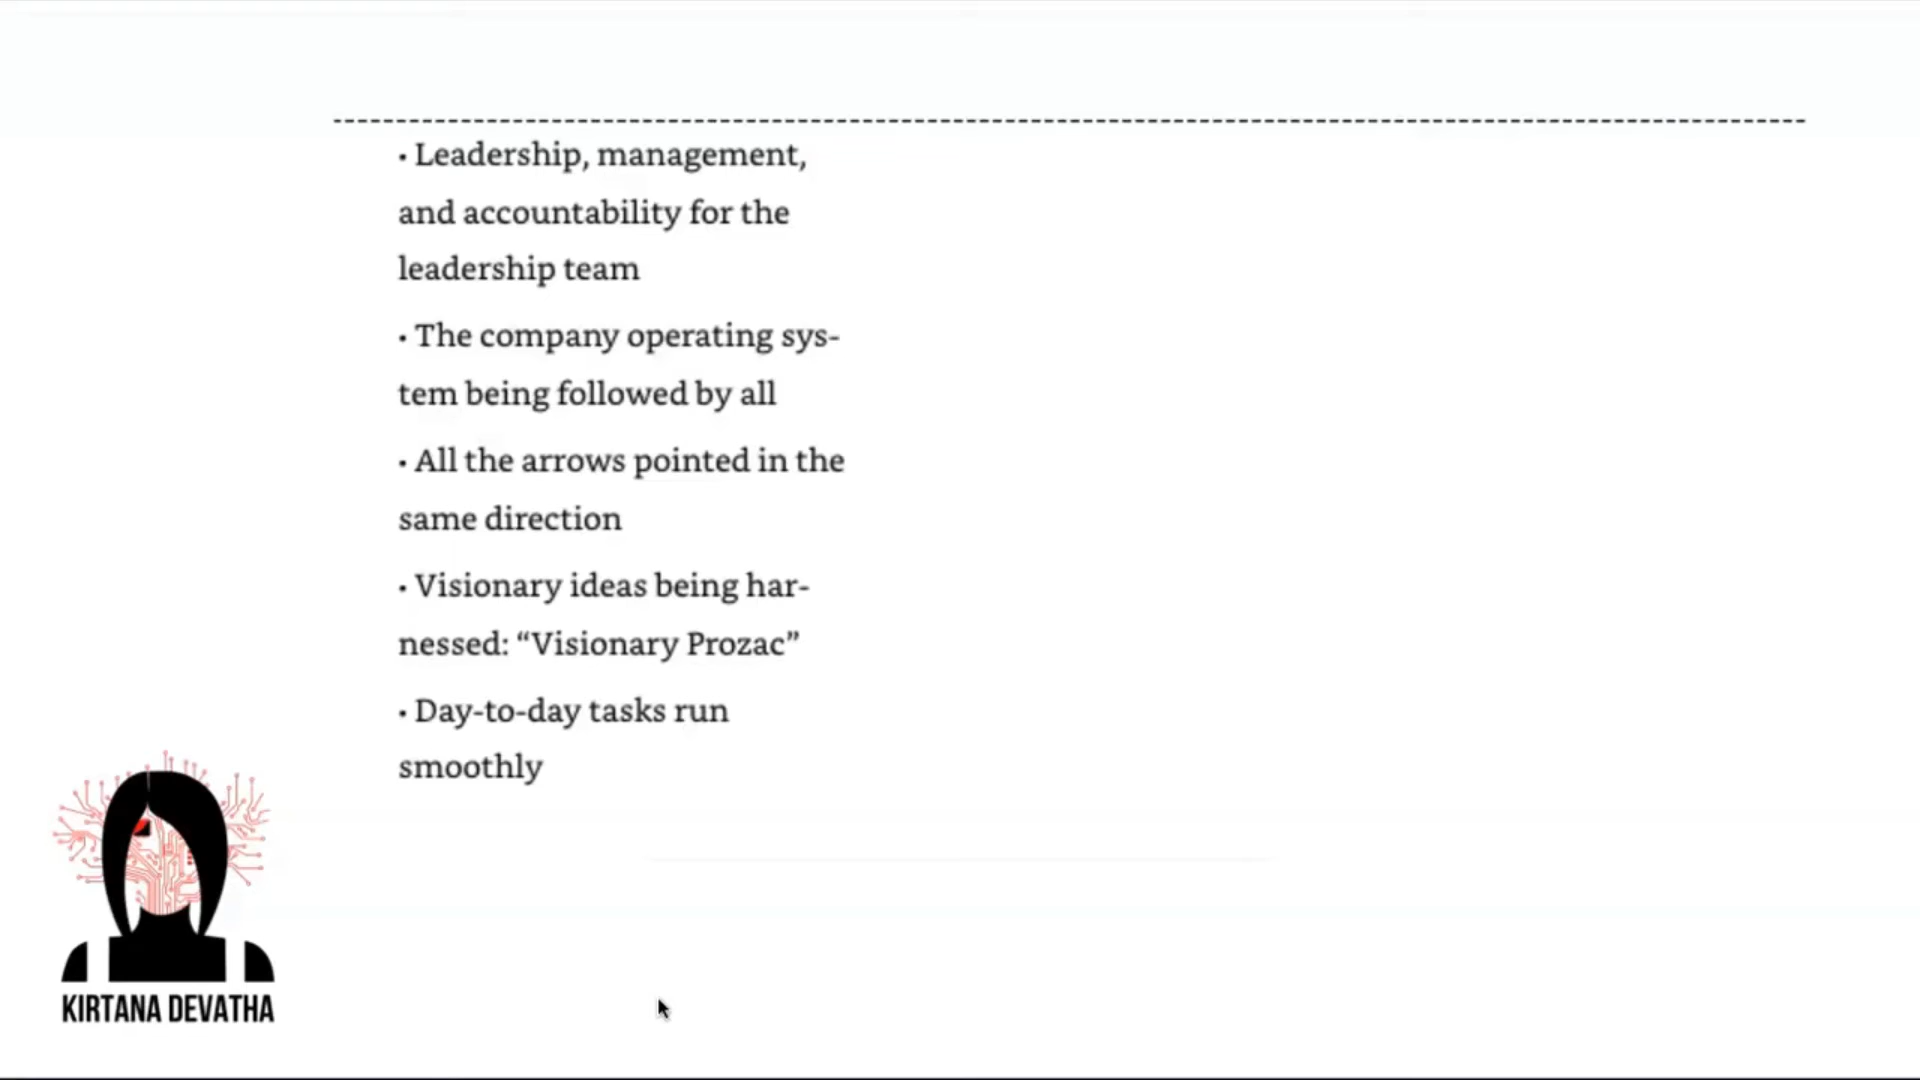 • Leadership, management,
and accountability for the
leadership team
• The company operating sys-
tem being followed by all
• All the arrows pointed in the
same direction
• Visionary ideas being har-
nessed: “Visionary Prozac”
• Day-to-day tasks run
smoothly
KIRTANA DEVATHA